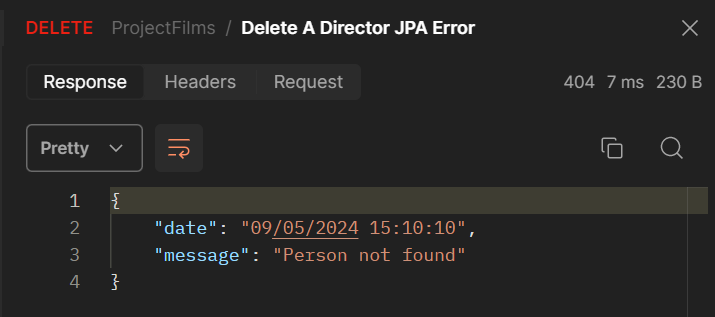 DELETE ProjectFilms / Delete A Director JPA Error
Response Headers Request 404 7 ms 230 B
Pretty
1 {
2 "date": "09/05/2024 15:10:10",
3 "message": "Person not found"
4 }